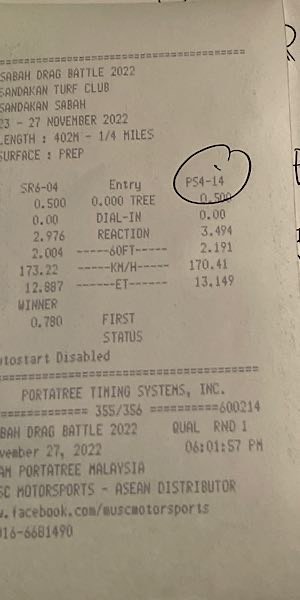 SABAH DRAG BATTLE 2022
SANDAKAN TURF CLUB
SANDAKAN SABAH
23 - 27 NOVEMBER 2022
LENGTH : 402M - 1/4 MILES
SURFACE : PREP
SR6-04 Entry PS4-14
0.500 0.000 TREE 0.500
0.00 DIAL-IN 0.00
2.976 REACTION 3.494
2.004 -----60FT----- 2.191
173.22 -----KM/H----- 170.41
12.887 ------ET------ 13.149
WINNER
0.780 FIRST
STATUS
utostart Disabled
PORTATREE TIMING SYSTEMS, INC.
============ 355/356 ==========600214
BAH DRAG BATTLE 2022 QUAL RND 1
vember 27, 2022 06:01:57 PM
AM PORTATREE MALAYSIA
SC MOTORSPORTS - ASEAN DISTRIBUTOR
w.facebook.com/muscmotorsports
016-6681490